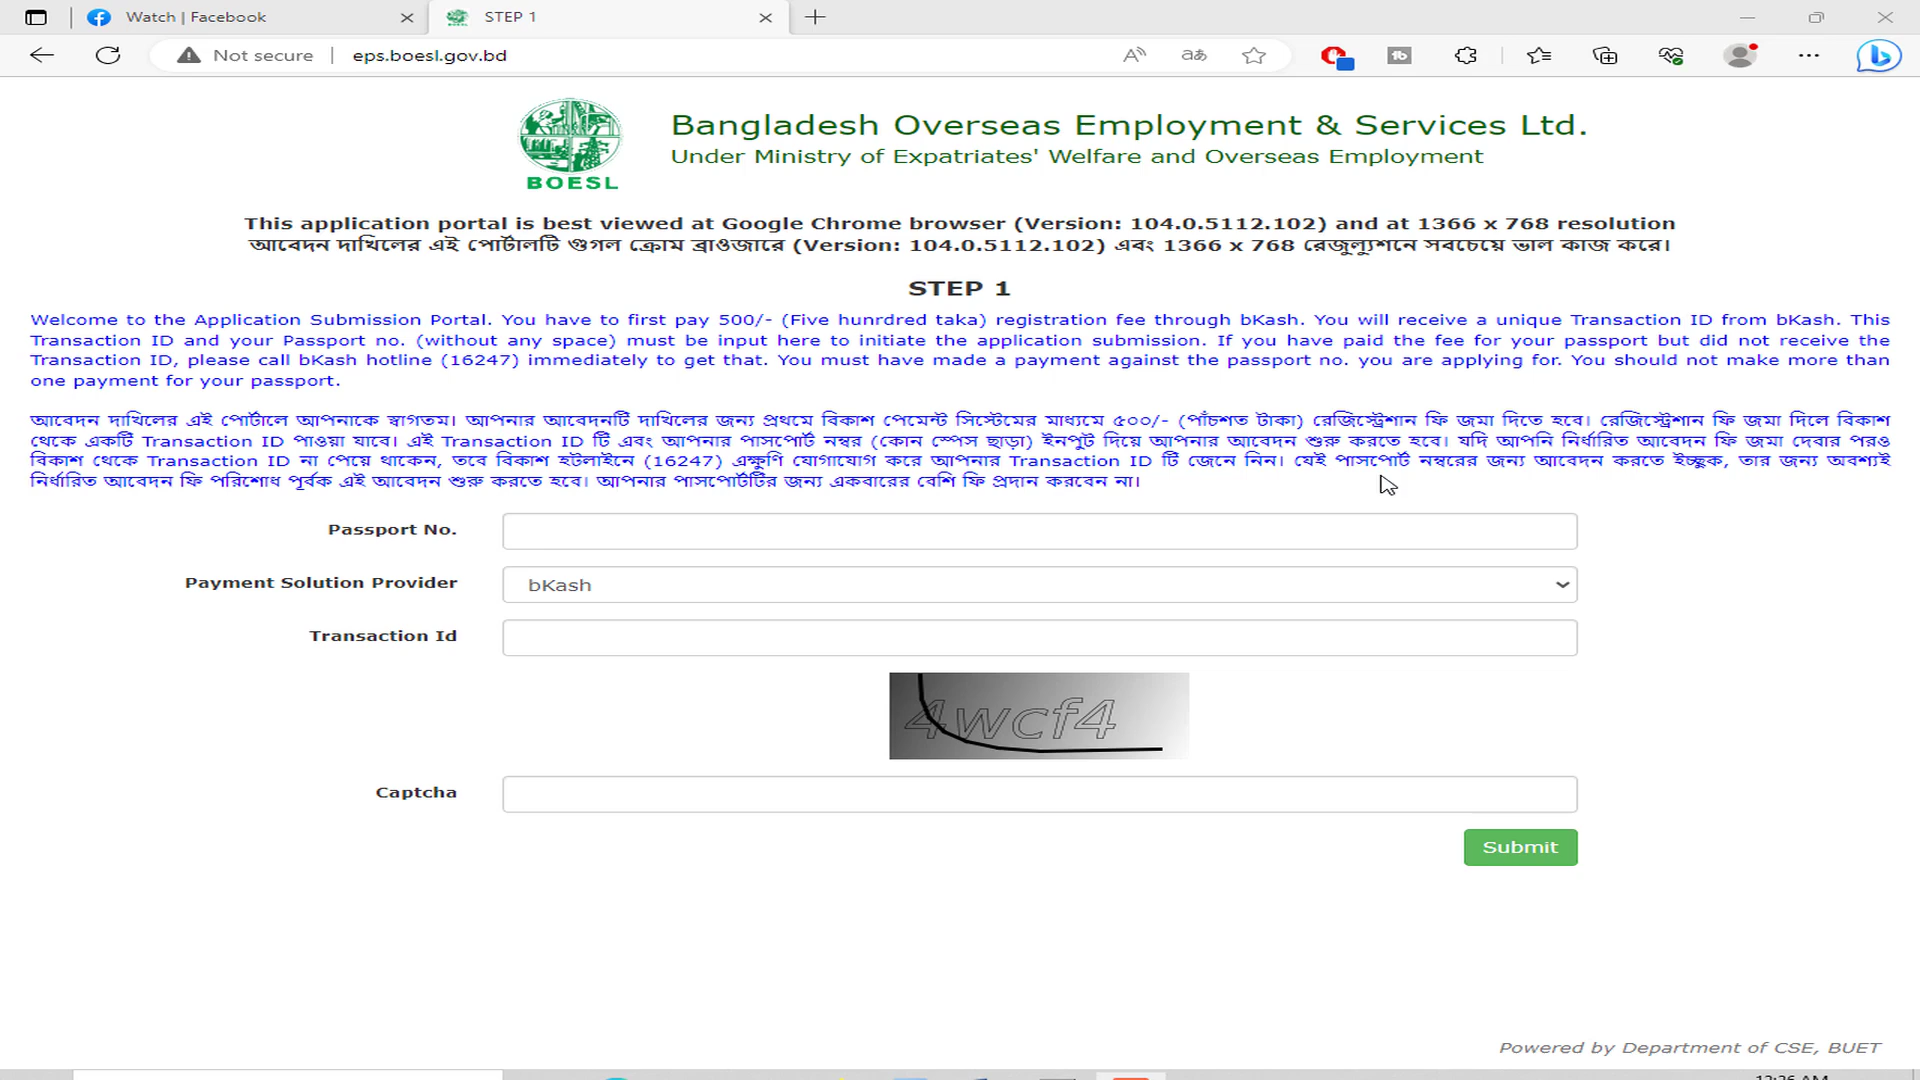 Watch | Facebook
STEP 1
Not secure
eps.boesl.gov.bd
BOESL
Bangladesh Overseas Employment & Services Ltd.
Under Ministry of Expatriates' Welfare and Overseas Employment
This application portal is best viewed at Google Chrome browser (Version: 104.0.5112.102) and at 1366 x 768 resolution
আবেদন দাখিলের এই পোর্টালটি গুগল ক্রোম ব্রাওজারে (Version: 104.0.5112.102) এবং 1366 x 768 রেজুল্যুশনে সবচেয়ে ভাল কাজ করে।
STEP 1
Welcome to the Application Submission Portal. You have to first pay 500/- (Five hunrdred taka) registration fee through bKash. You will receive a unique Transaction ID from bKash. This
Transaction ID and your Passport no. (without any space) must be input here to initiate the application submission. If you have paid the fee for your passport but did not receive the
Transaction ID, please call bKash hotline (16247) immediately to get that. You must have made a payment against the passport no. you are applying for. You should not make more than
one payment for your passport.
আবেদন দাখিলের এই পোর্টালে আপনাকে স্বাগতম। আপনার আবেদনটি দাখিলের জন্য প্রথমে বিকাশ পেমেন্ট সিস্টেমের মাধ্যমে ৫০০/- (পাঁচশত টাকা) রেজিস্ট্রেশান ফি জমা দিতে হবে। রেজিস্ট্রেশান ফি জমা দিলে বিকাশ
থেকে একটি Transaction ID পাওয়া যাবে। এই Transaction ID টি এবং আপনার পাসপোর্ট নম্বর (কোন স্পেস ছাড়া) ইনপুট দিয়ে আপনার আবেদন শুরু করতে হবে। যদি আপনি নির্ধারিত আবেদন ফি জমা দেবার পরও
বিকাশ থেকে Transaction ID না পেয়ে থাকেন, তবে বিকাশ হটলাইনে (16247) এক্ষুণি যোগাযোগ করে আপনার Transaction ID টি জেনে নিন। যেই পাসপোর্ট নম্বরের জন্য আবেদন করতে ইচ্ছুক, তার জন্য অবশ্যই
নির্ধারিত আবেদন ফি পরিশোধ পূর্বক এই আবেদন শুরু করতে হবে। আপনার পাসপোর্টটির জন্য একবারের বেশি ফি প্রদান করবেন না।
Passport No.
Payment Solution Provider
bKash
Transaction Id
4wcf4
Captcha
Submit
Powered by Department of CSE, BUET